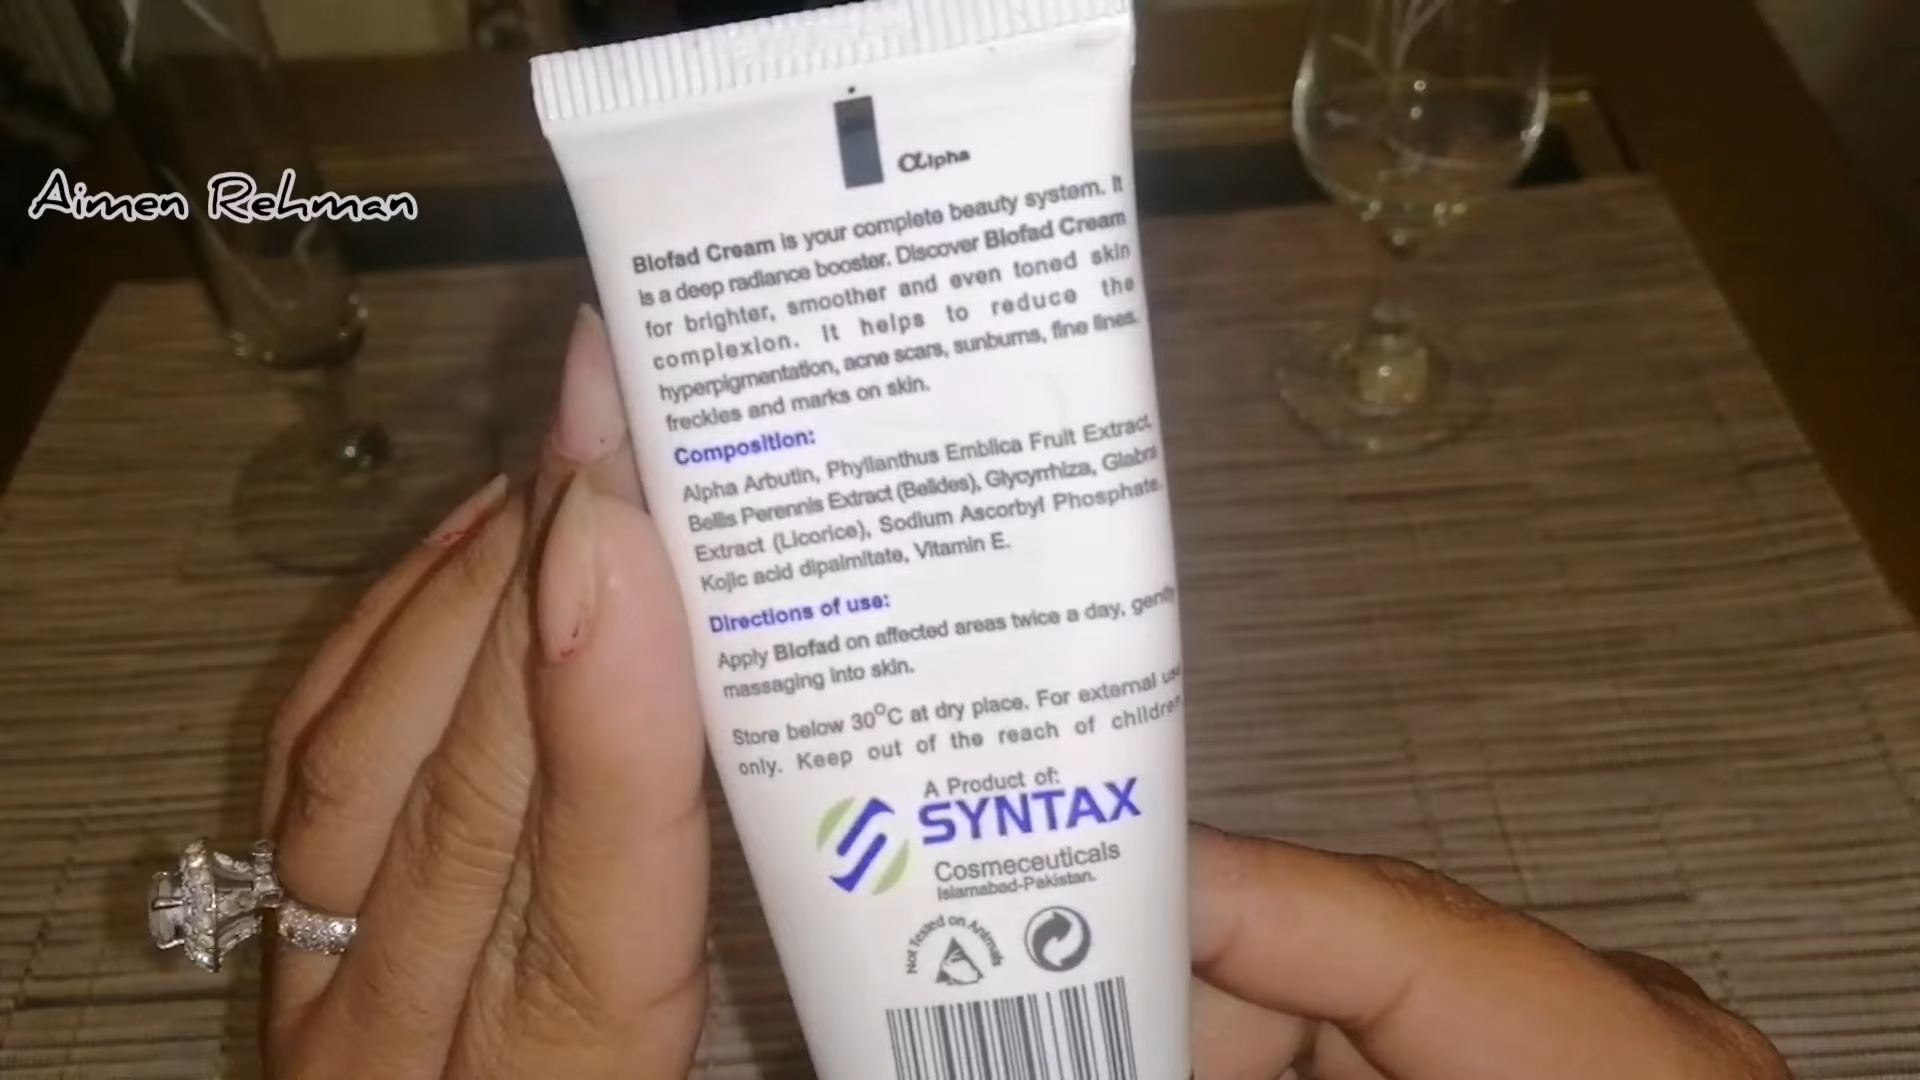 Aimen Rehman
αlpha
Biofad Cream is your complete beauty system. It
is a deep radiance booster. Discover Biofad Cream
for brighter, smoother and even toned skin
complexion. It helps to reduce the
hyperpigmentation, acne scars, sunburns, fine lines,
freckles and marks on skin.
Composition:
Alpha Arbutin, Phyllanthus Emblica Fruit Extract,
Bellis Perennis Extract (Belides), Glycyrrhiza, Glabra
Extract (Licorice), Sodium Ascorbyl Phosphate,
Kojic acid dipalmitate, Vitamin E.
Directions of use:
Apply Biofad on affected areas twice a day, gently
massaging into skin.
Store below 30°C at dry place. For external use
only. Keep out of the reach of children
A Product of:
SYNTAX
Cosmeceuticals
Islamabad-Pakistan.
Not Tested on Animals